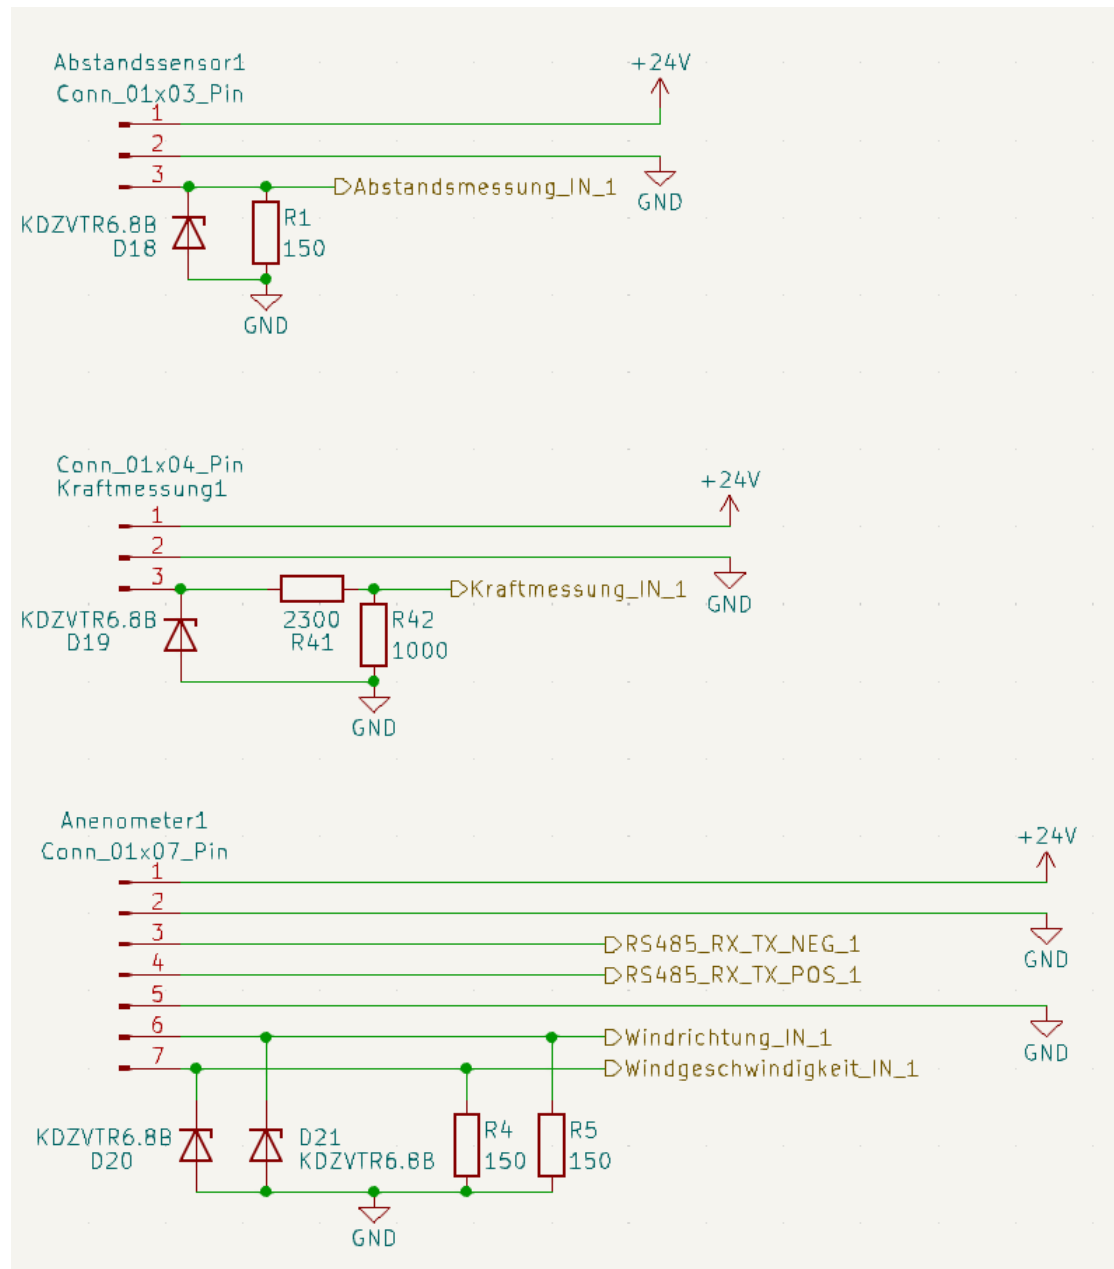 Abstandssensor1
Conn_01x03_Pin
+24V
1
2
3
Abstandsmessung_IN_1
GND
KDZVTR6.8B
D18
R1
150
GND
Conn_01x04_Pin
Kraftmessung1
+24V
1
2
3
Kraftmessung_IN_1
GND
KDZVTR6.8B
D19
2300
R41
R42
1000
GND
Anenometer1
Conn_01x07_Pin
+24V
1
2
3
RS485_RX_TX_NEG_1
GND
4
RS485_RX_TX_POS_1
5
6
Windrichtung_IN_1
GND
7
Windgeschwindigkeit_IN_1
KDZVTR6.8B
D20
D21
KDZVTR6.8B
R4
150
R5
150
GND